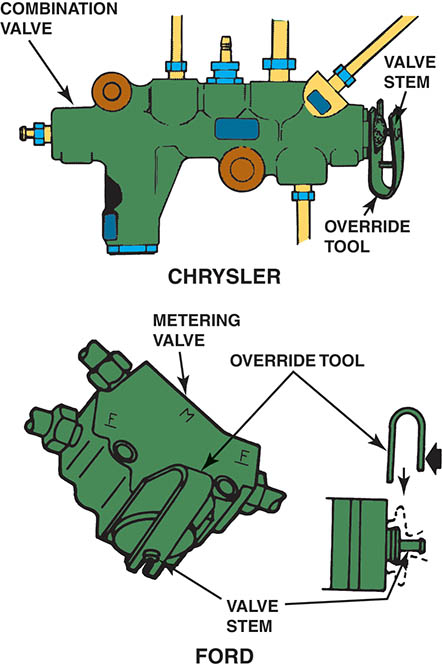 COMBINATION
VALVE
VALVE
STEM
OVERRIDE
TOOL
CHRYSLER
METERING
VALVE
OVERRIDE TOOL
F
M
F
VALVE
STEM
FORD